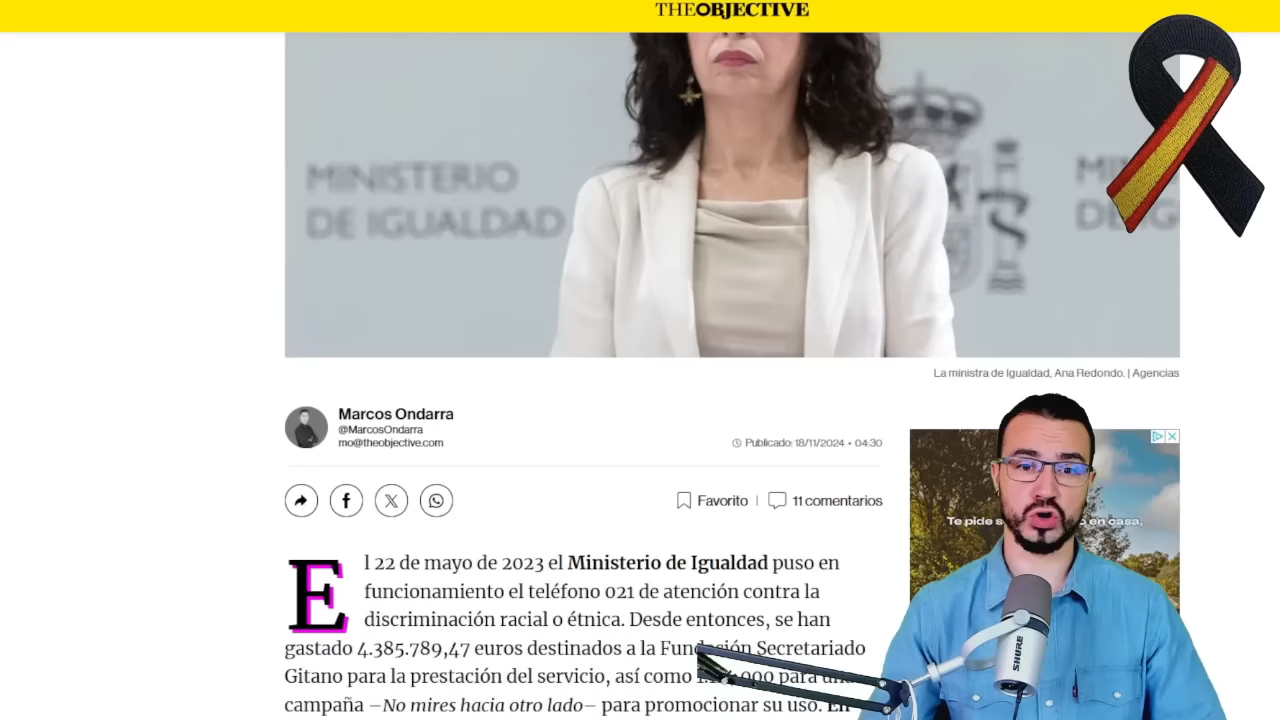 THEOBJECTIVE
MINISTERIO
DE IGUALDAD
La ministra de Igualdad, Ana Redondo. | Agencias
Marcos Ondarra
@MarcosOndarra
mo@theobjective.com
Publicado: 18/11/2024 • 04:30
Favorito | 11 comentarios
Te pide en casa,
El 22 de mayo de 2023 el Ministerio de Igualdad puso en
funcionamiento el teléfono 021 de atención contra la
discriminación racial o étnica. Desde entonces, se han
gastado 4.385.789,47 euros destinados a la Fundación Secretariado
Gitano para la prestación del servicio, así como para una
campaña –No mires hacia otro lado– para promocionar su uso. En
SHURE